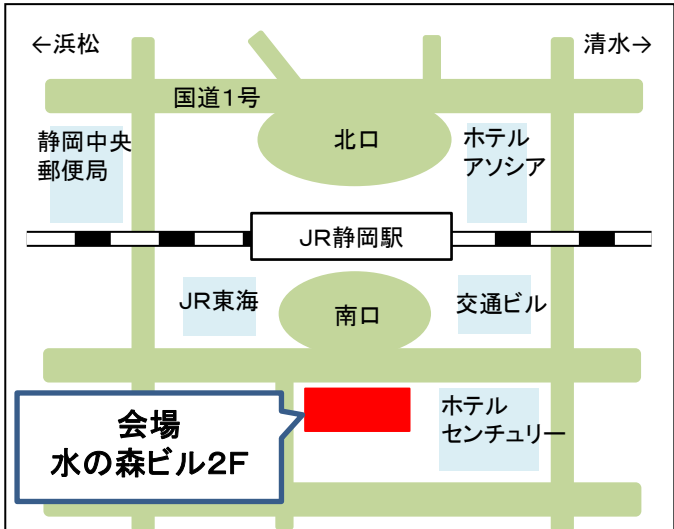 ←浜松
清水→
国道1号
静岡中央
郵便局
北口
ホテル
アソシア
JR静岡駅
JR東海
南口
交通ビル
会場
水の森ビル2F
ホテル
センチュリー